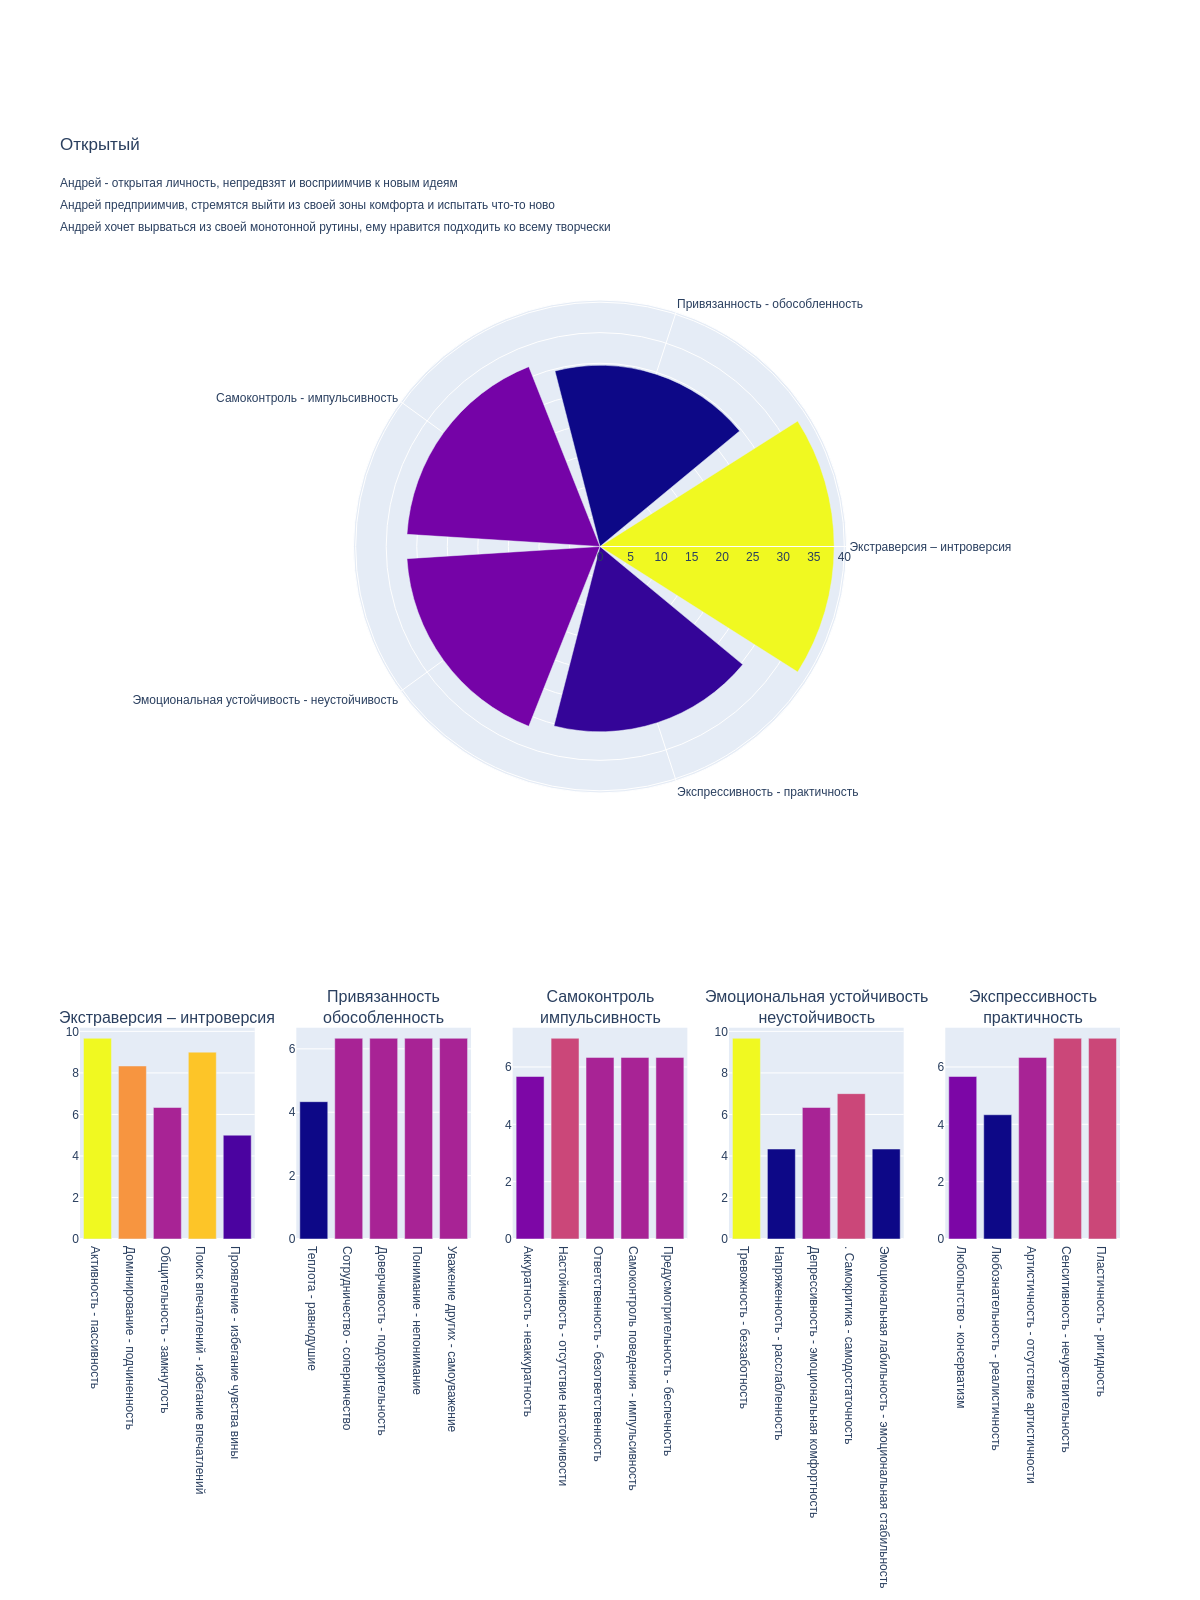 Открытый
Андрей - открытая личность, непредвзят и восприимчив к новым идеям
Андрей предприимчив, стремятся выйти из своей зоны комфорта и испытать что-то ново
Андрей хочет вырваться из своей монотонной рутины, ему нравится подходить ко всему творчески
Привязанность - обособленность
Самоконтроль - импульсивность
Экстраверсия – интроверсия
5 10 15 20 25 30 35 40
Эмоциональная устойчивость - неустойчивость
Экспрессивность - практичность
Экстраверсия – интроверсия
10
8
6
4
2
0
Активность - пассивность
Доминирование - подчиненность
Общительность - замкнутость
Поиск впечатлений - избегание впечатлений
Проявление - избегание чувства вины
Привязанность
обособленность
6
4
2
0
Теплота - равнодушие
Сотрудничество - соперничество
Доверчивость - подозрительность
Понимание - непонимание
Уважение других - самоуважение
Самоконтроль
импульсивность
6
4
2
0
Аккуратность - неаккуратность
Настойчивость - отсутствие настойчивости
Ответственность - безответственность
Самоконтроль поведения - импульсивность
Предусмотрительность - беспечность
Эмоциональная устойчивость
неустойчивость
10
8
6
4
2
0
Тревожность - беззаботность
Напряженность - расслабленность
Депрессивность - эмоциональная комфортность
. Самокритика - самодостаточность
Эмоциональная лабильность - эмоциональная стабильность
Экспрессивность
практичность
6
4
2
0
Любопытство - консерватизм
Любознательность - реалистичность
Артистичность - отсутствие артистичности
Сенситивность - нечувствительность
Пластичность - ригидность